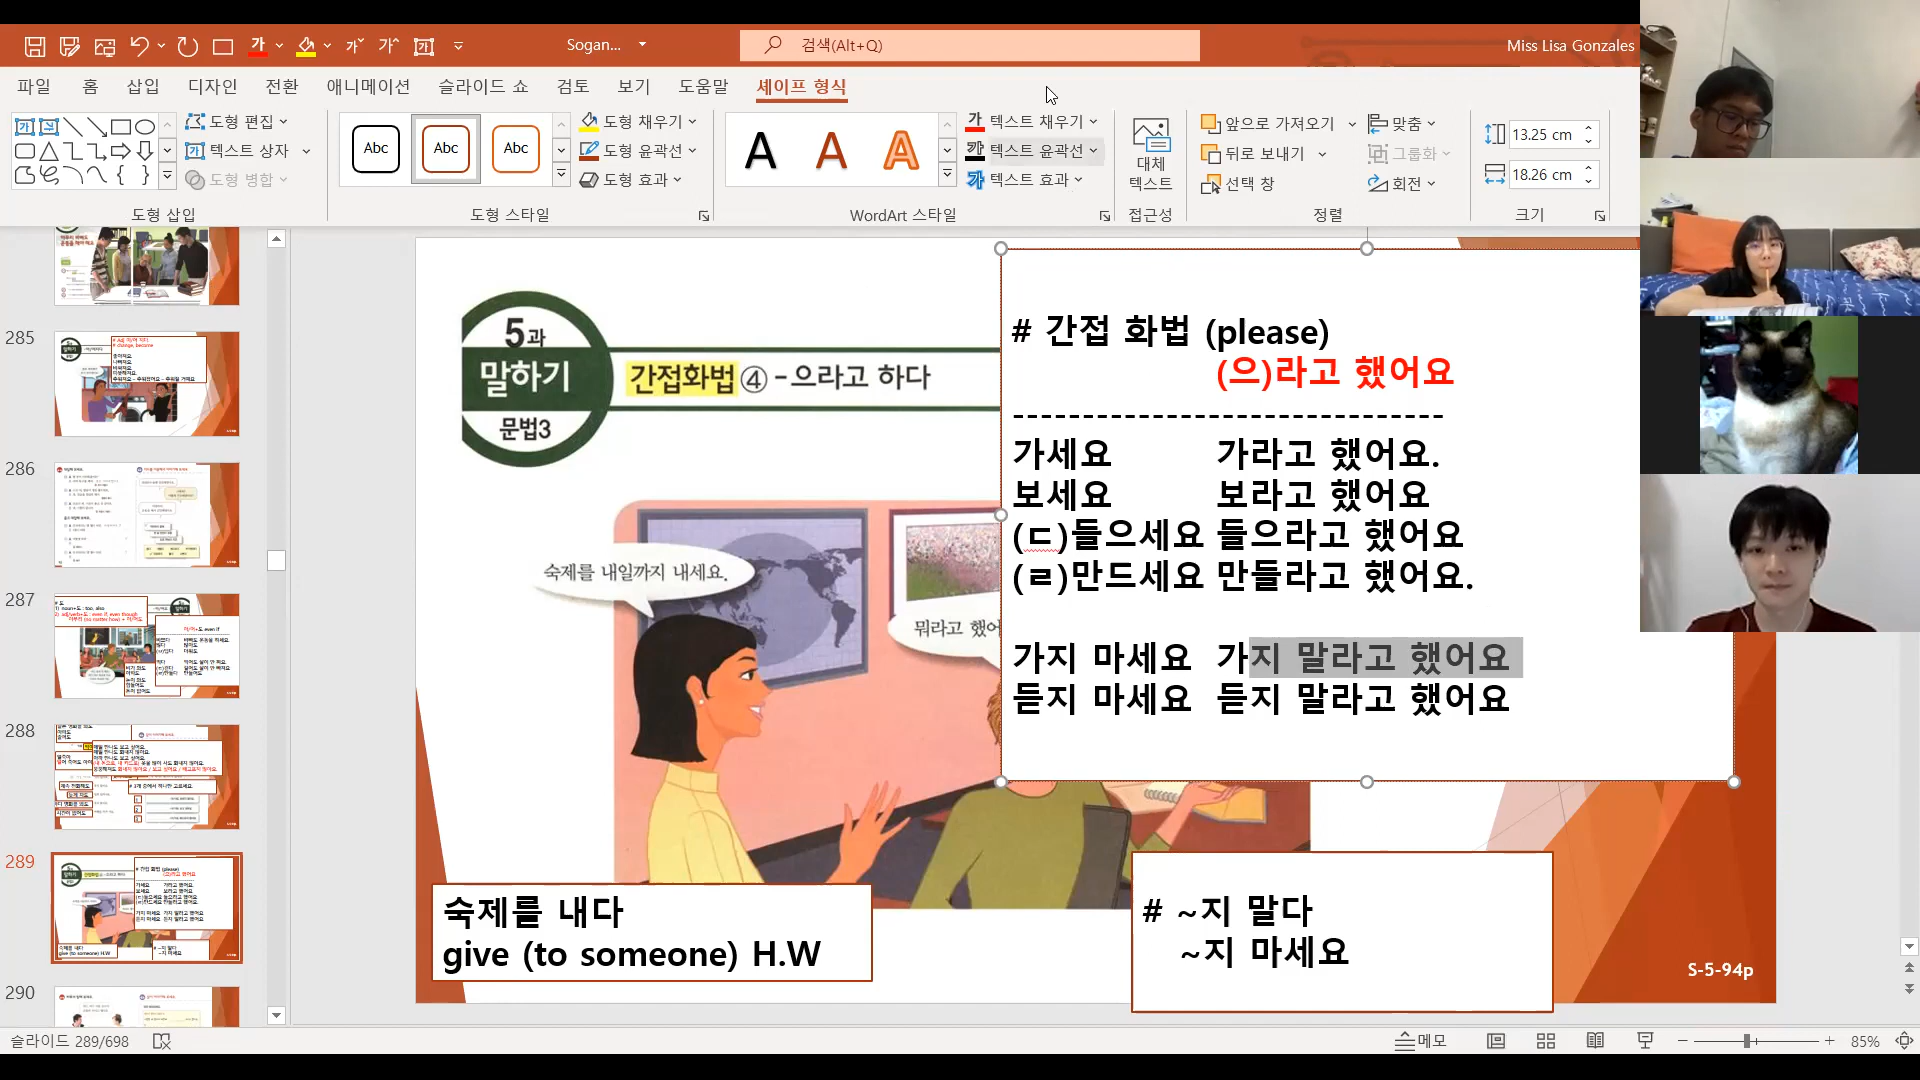 Sogan...
검색(Alt+Q)
Miss Lisa Gonzales
파일 홈 삽입 디자인 전환 애니메이션 슬라이드 쇼 검토 보기 도움말 셰이프 형식
도형 편집
텍스트 상자
도형 병합
도형 삽입
Abc Abc Abc
도형 채우기
도형 윤곽선
도형 효과
도형 스타일
A A A
텍스트 채우기
텍스트 윤곽선
텍스트 효과
WordArt 스타일
대체
텍스트
접근성
앞으로 가져오기
뒤로 보내기
선택 창
맞춤
그룹화
회전
정렬
13.25 cm
18.26 cm
크기
285
286
287
288
289
290
5과
말하기
문법3
간접화법④ -으라고 하다
숙제를 내일까지 내세요.
뭐라고 했어
# 간접 화법 (please)
(으)라고 했어요
-------------------------------
가세요 가라고 했어요.
보세요 보라고 했어요
(ㄷ)들으세요 들으라고 했어요
(ㄹ)만드세요 만들라고 했어요.
가지 마세요 가지 말라고 했어요
듣지 마세요 듣지 말라고 했어요
숙제를 내다
give (to someone) H.W
# ~지 말다
~지 마세요
S-5-94p
슬라이드 289/698
메모
85%